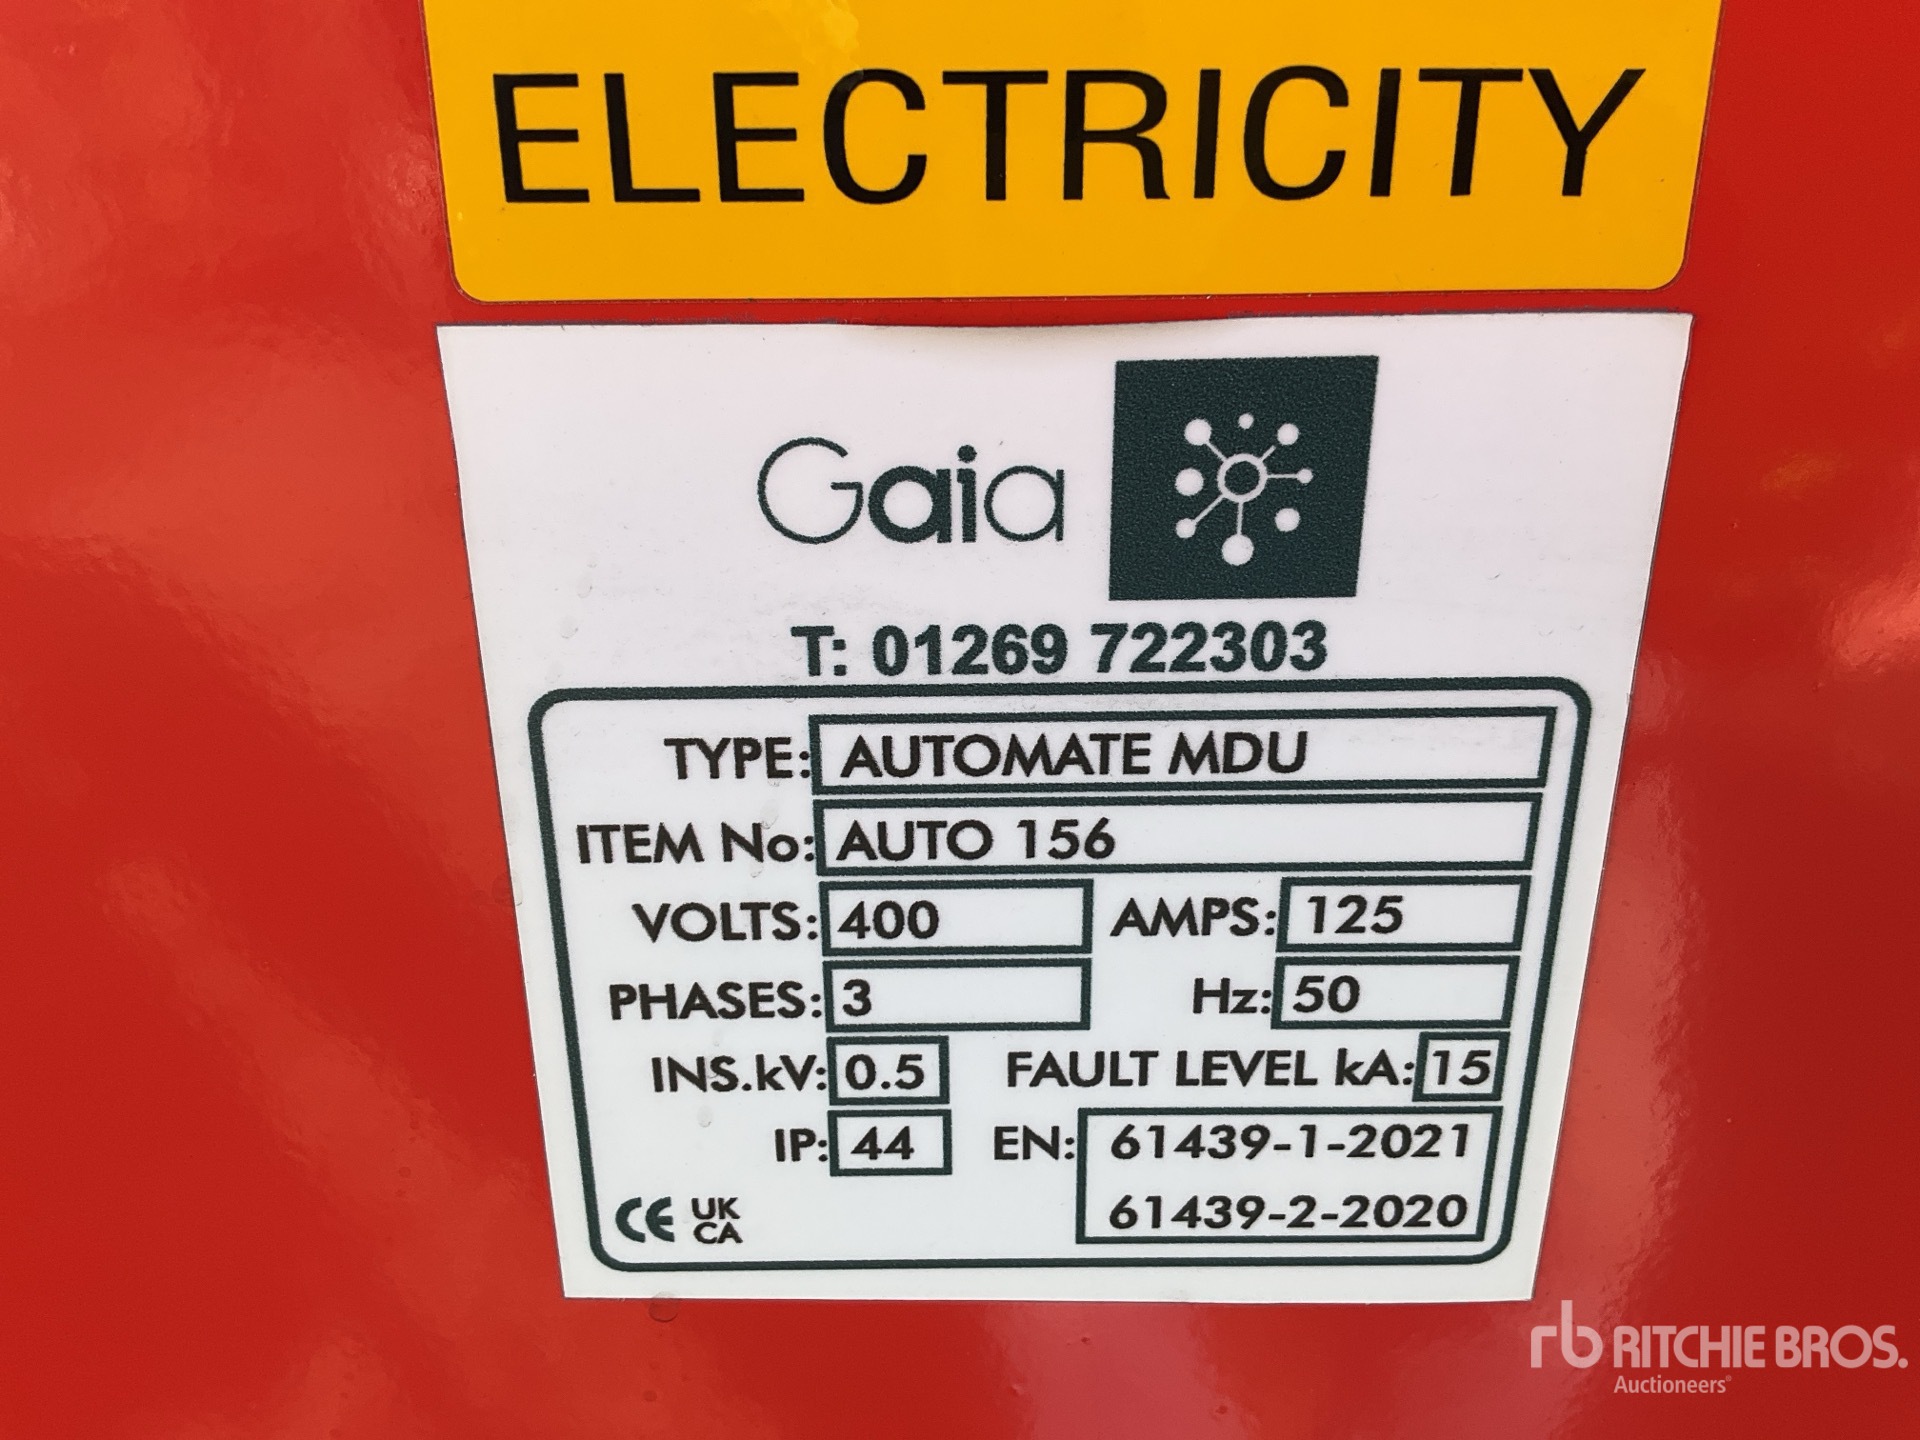 ELECTRICITY
Gaia
T: 01269 722303
TYPE: AUTOMATE MDU
ITEM No: AUTO 156
VOLTS: 400 AMPS: 125
PHASES: 3 Hz: 50
INS.kV: 0.5 FAULT LEVEL kA: 15
IP: 44 EN: 61439-1-2021
61439-2-2020
CE UK
CA
rb RITCHIE BROS.
Auctioneers